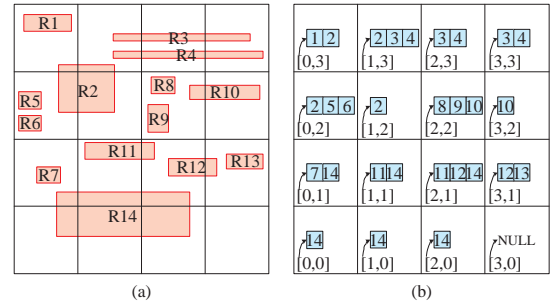 R1
R3
R4
R2
R8
R10
R5
R6
R9
R11
R12
R13
R7
R14
(a)
1 2
2 3 4
3 4
3 4
[0,3]
[1,3]
[2,3]
[3,3]
2 5 6
2
8 9 10
10
[0,2]
[1,2]
[2,2]
[3,2]
7 14
11 14
11 12 14
12 13
[0,1]
[1,1]
[2,1]
[3,1]
14
14
14
NULL
[0,0]
[1,0]
[2,0]
[3,0]
(b)